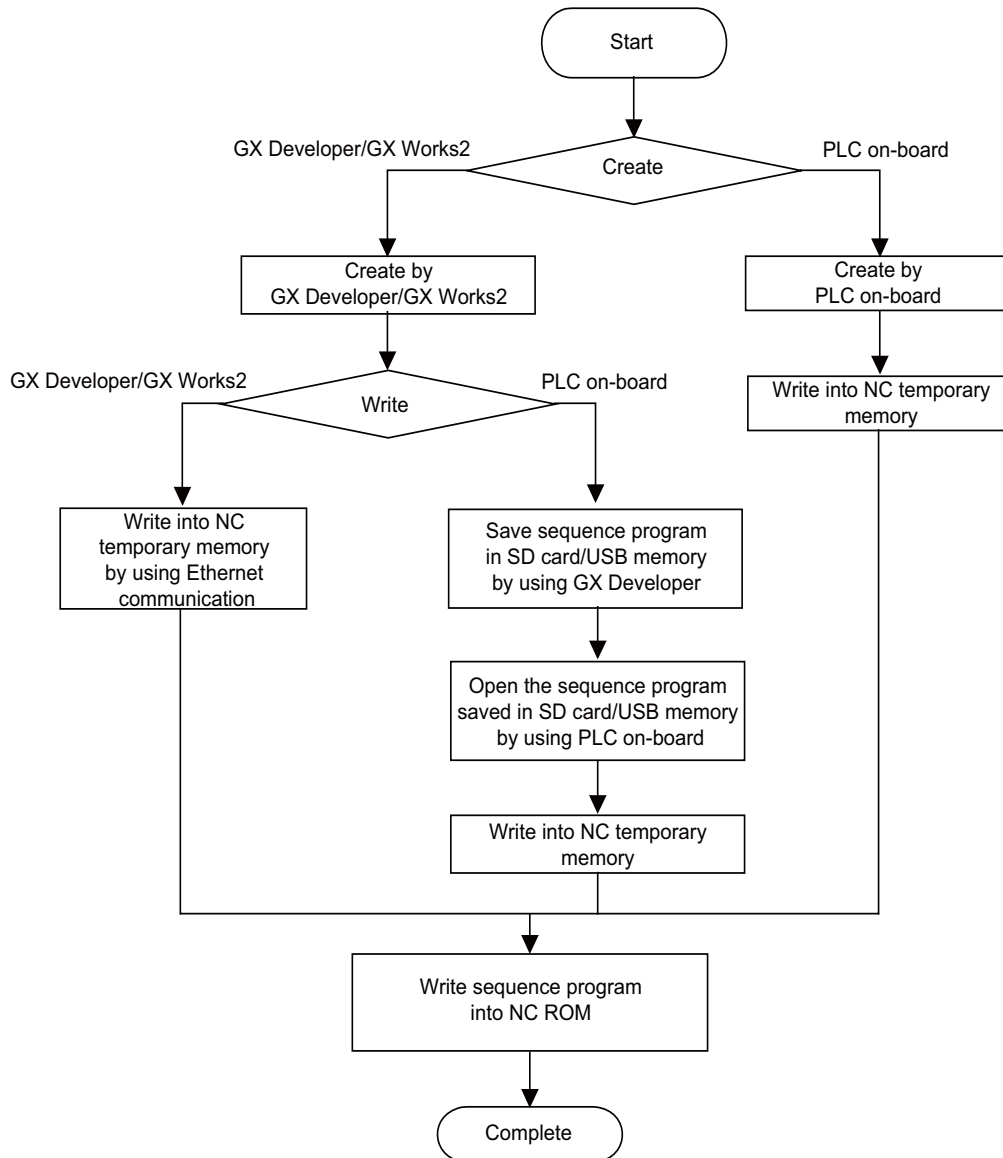 Start
GX Developer/GX Works2
PLC on-board
Create
Create by
GX Developer/GX Works2
Create by
PLC on-board
GX Developer/GX Works2
PLC on-board
Write
Write into NC temporary
memory
Write into NC
temporary memory
by using Ethernet
communication
Save sequence program
in SD card/USB memory
by using GX Developer
Open the sequence program
saved in SD card/USB memory
by using PLC on-board
Write into NC temporary
memory
Write sequence program
into NC ROM
Complete